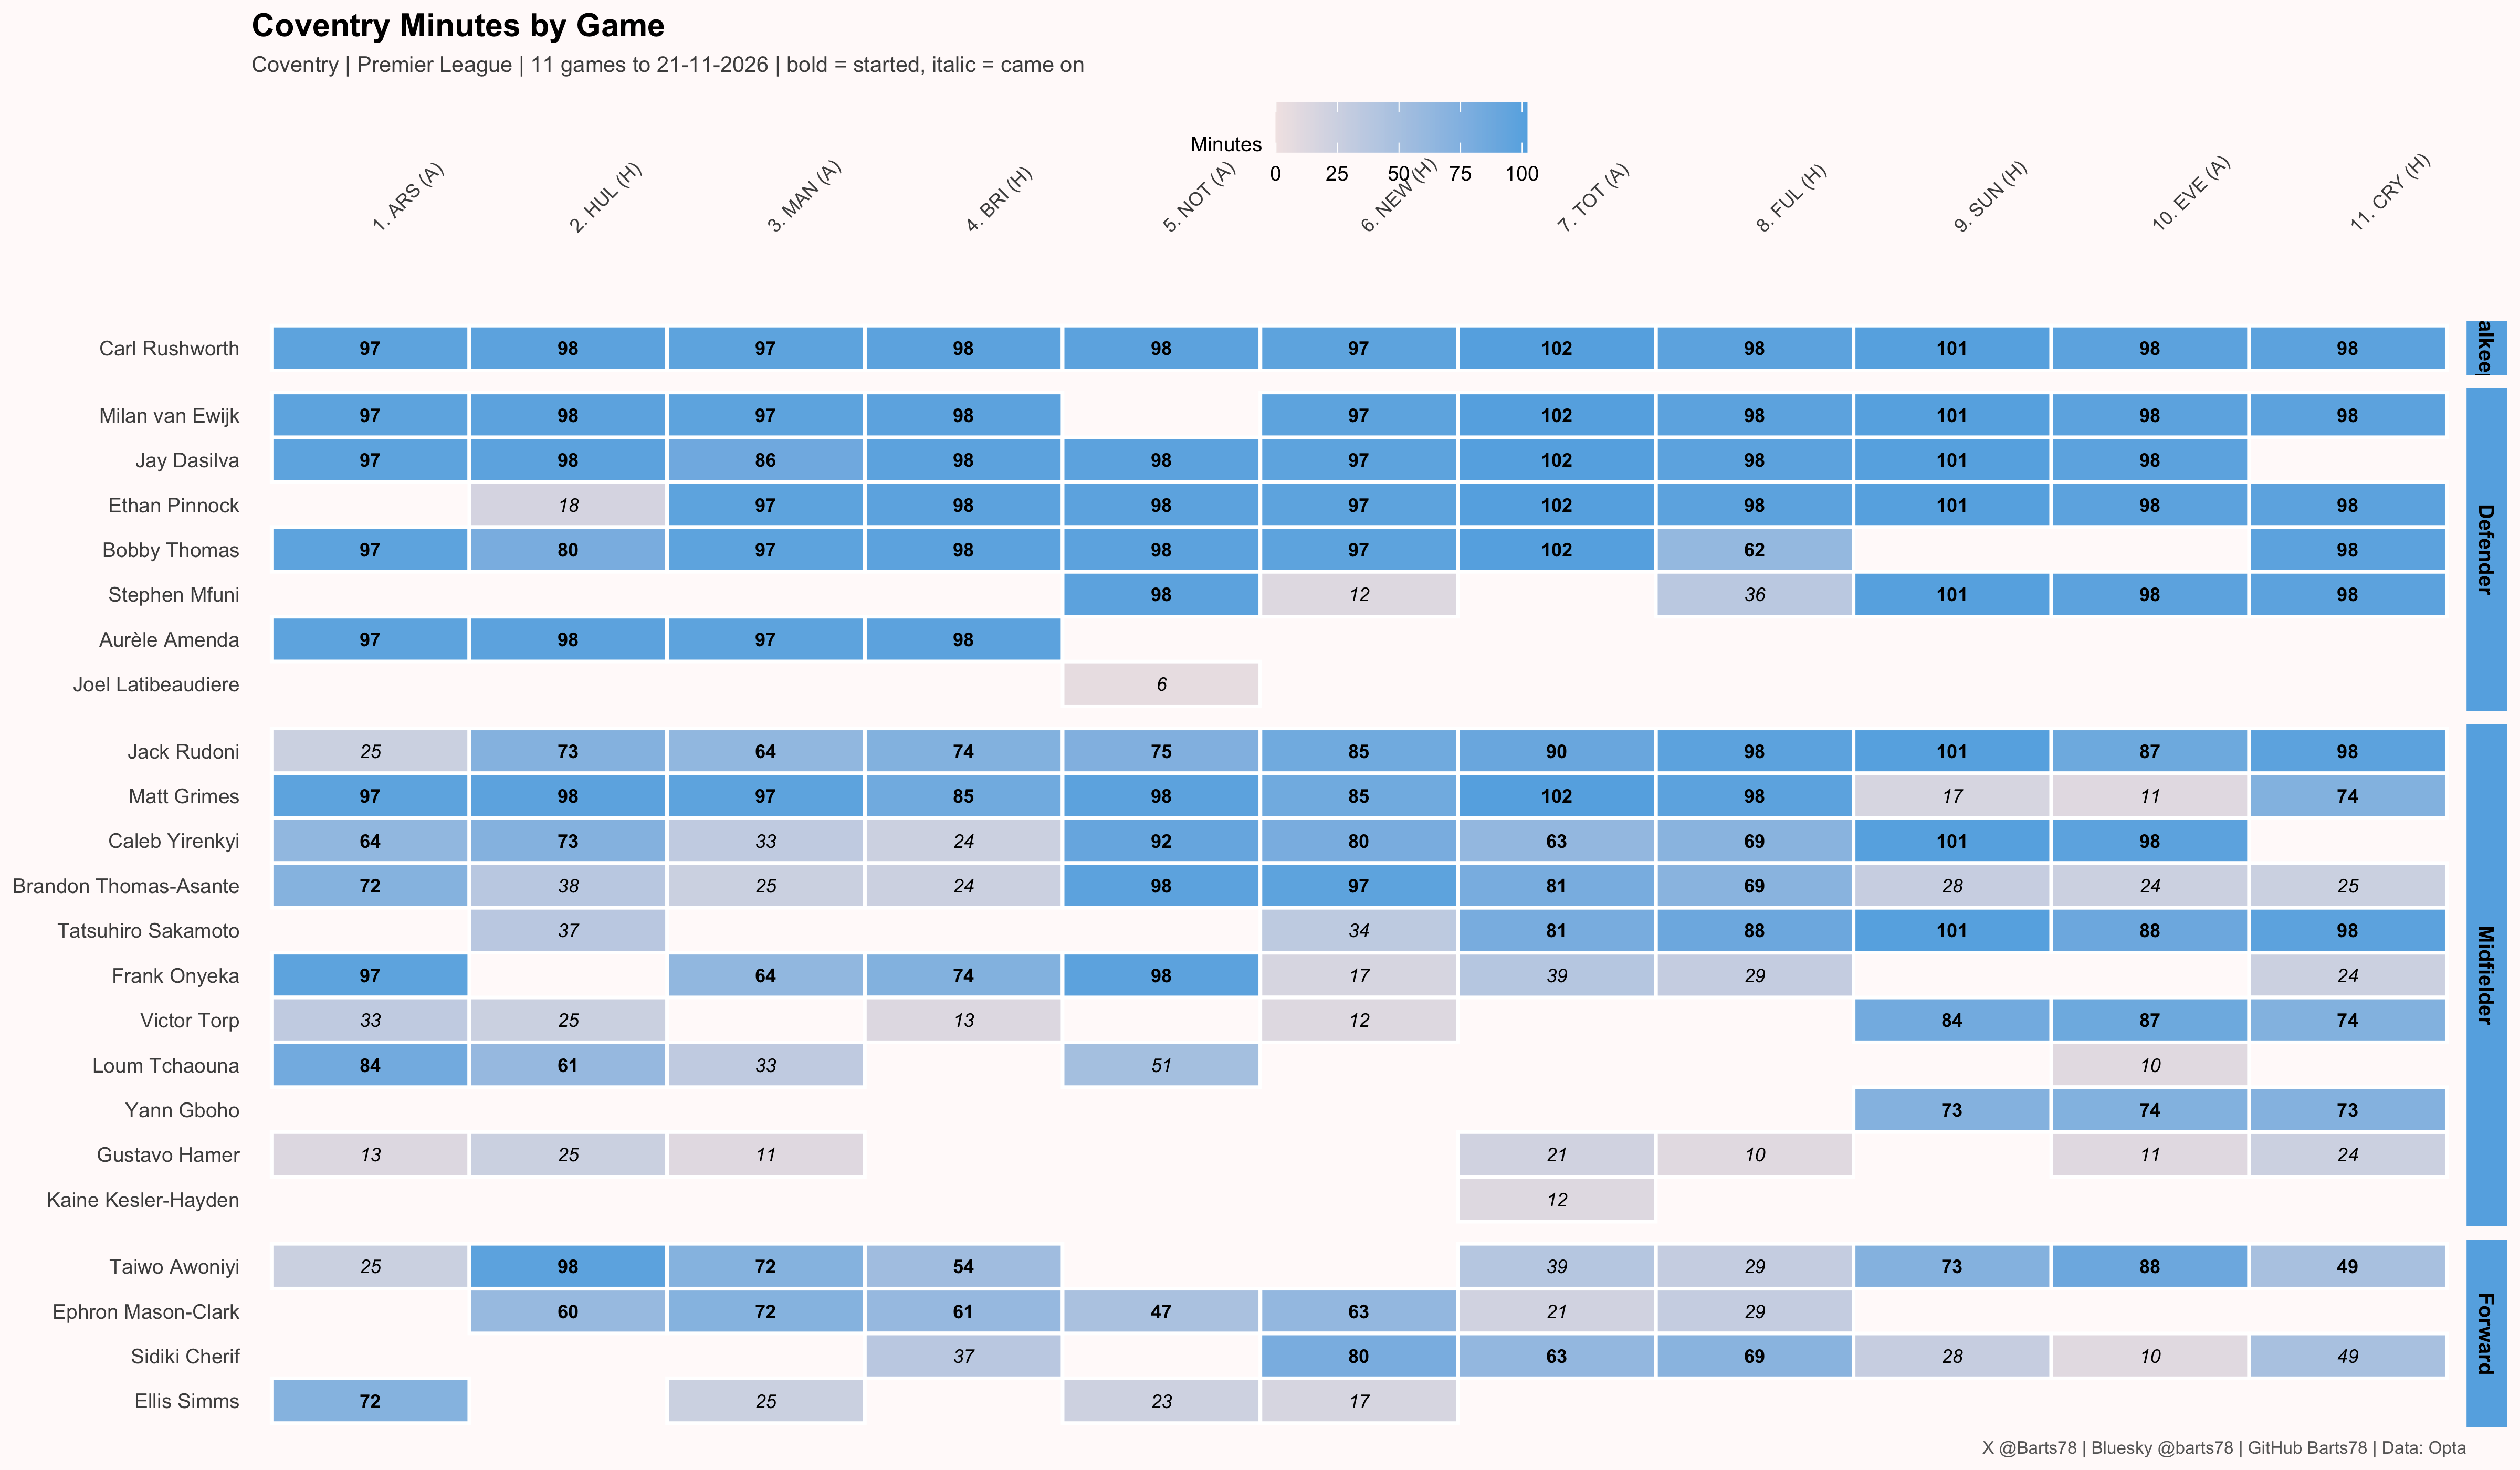 Coventry Minutes by Game
Coventry | Premier League | 11 games to 21-11-2026 | bold = started, italic = came on
Minutes
0 25 50 75 100
1. ARS (A) 2. HUL (H) 3. MAN (A) 4. BRI (H) 5. NOT (A) 6. NEW (H) 7. TOT (A) 8. FUL (H) 9. SUN (H) 10. EVE (A) 11. CRY (H)
Carl Rushworth 97 98 97 98 98 97 102 98 101 98 98
alkee
Milan van Ewijk 97 98 97 98 97 102 98 101 98 98
Jay Dasilva 97 98 86 98 98 97 102 98 101 98
Ethan Pinnock 18 97 98 98 97 102 98 101 98 98
Bobby Thomas 97 80 97 98 98 97 102 62 98
Stephen Mfuni 98 12 36 101 98 98
Aurèle Amenda 97 98 97 98
Joel Latibeaudiere 6
Defender
Jack Rudoni 25 73 64 74 75 85 90 98 101 87 98
Matt Grimes 97 98 97 85 98 85 102 98 17 11 74
Caleb Yirenkyi 64 73 33 24 92 80 63 69 101 98
Brandon Thomas-Asante 72 38 25 24 98 97 81 69 28 24 25
Tatsuhiro Sakamoto 37 34 81 88 101 88 98
Frank Onyeka 97 64 74 98 17 39 29 24
Victor Torp 33 25 13 12 84 87 74
Loum Tchaouna 84 61 33 51 10
Yann Gboho 73 74 73
Gustavo Hamer 13 25 11 21 10 11 24
Kaine Kesler-Hayden 12
Midfielder
Taiwo Awoniyi 25 98 72 54 39 29 73 88 49
Ephron Mason-Clark 60 72 61 47 63 21 29
Sidiki Cherif 37 80 63 69 28 10 49
Ellis Simms 72 25 23 17
Forward
X @Barts78 | Bluesky @barts78 | GitHub Barts78 | Data: Opta